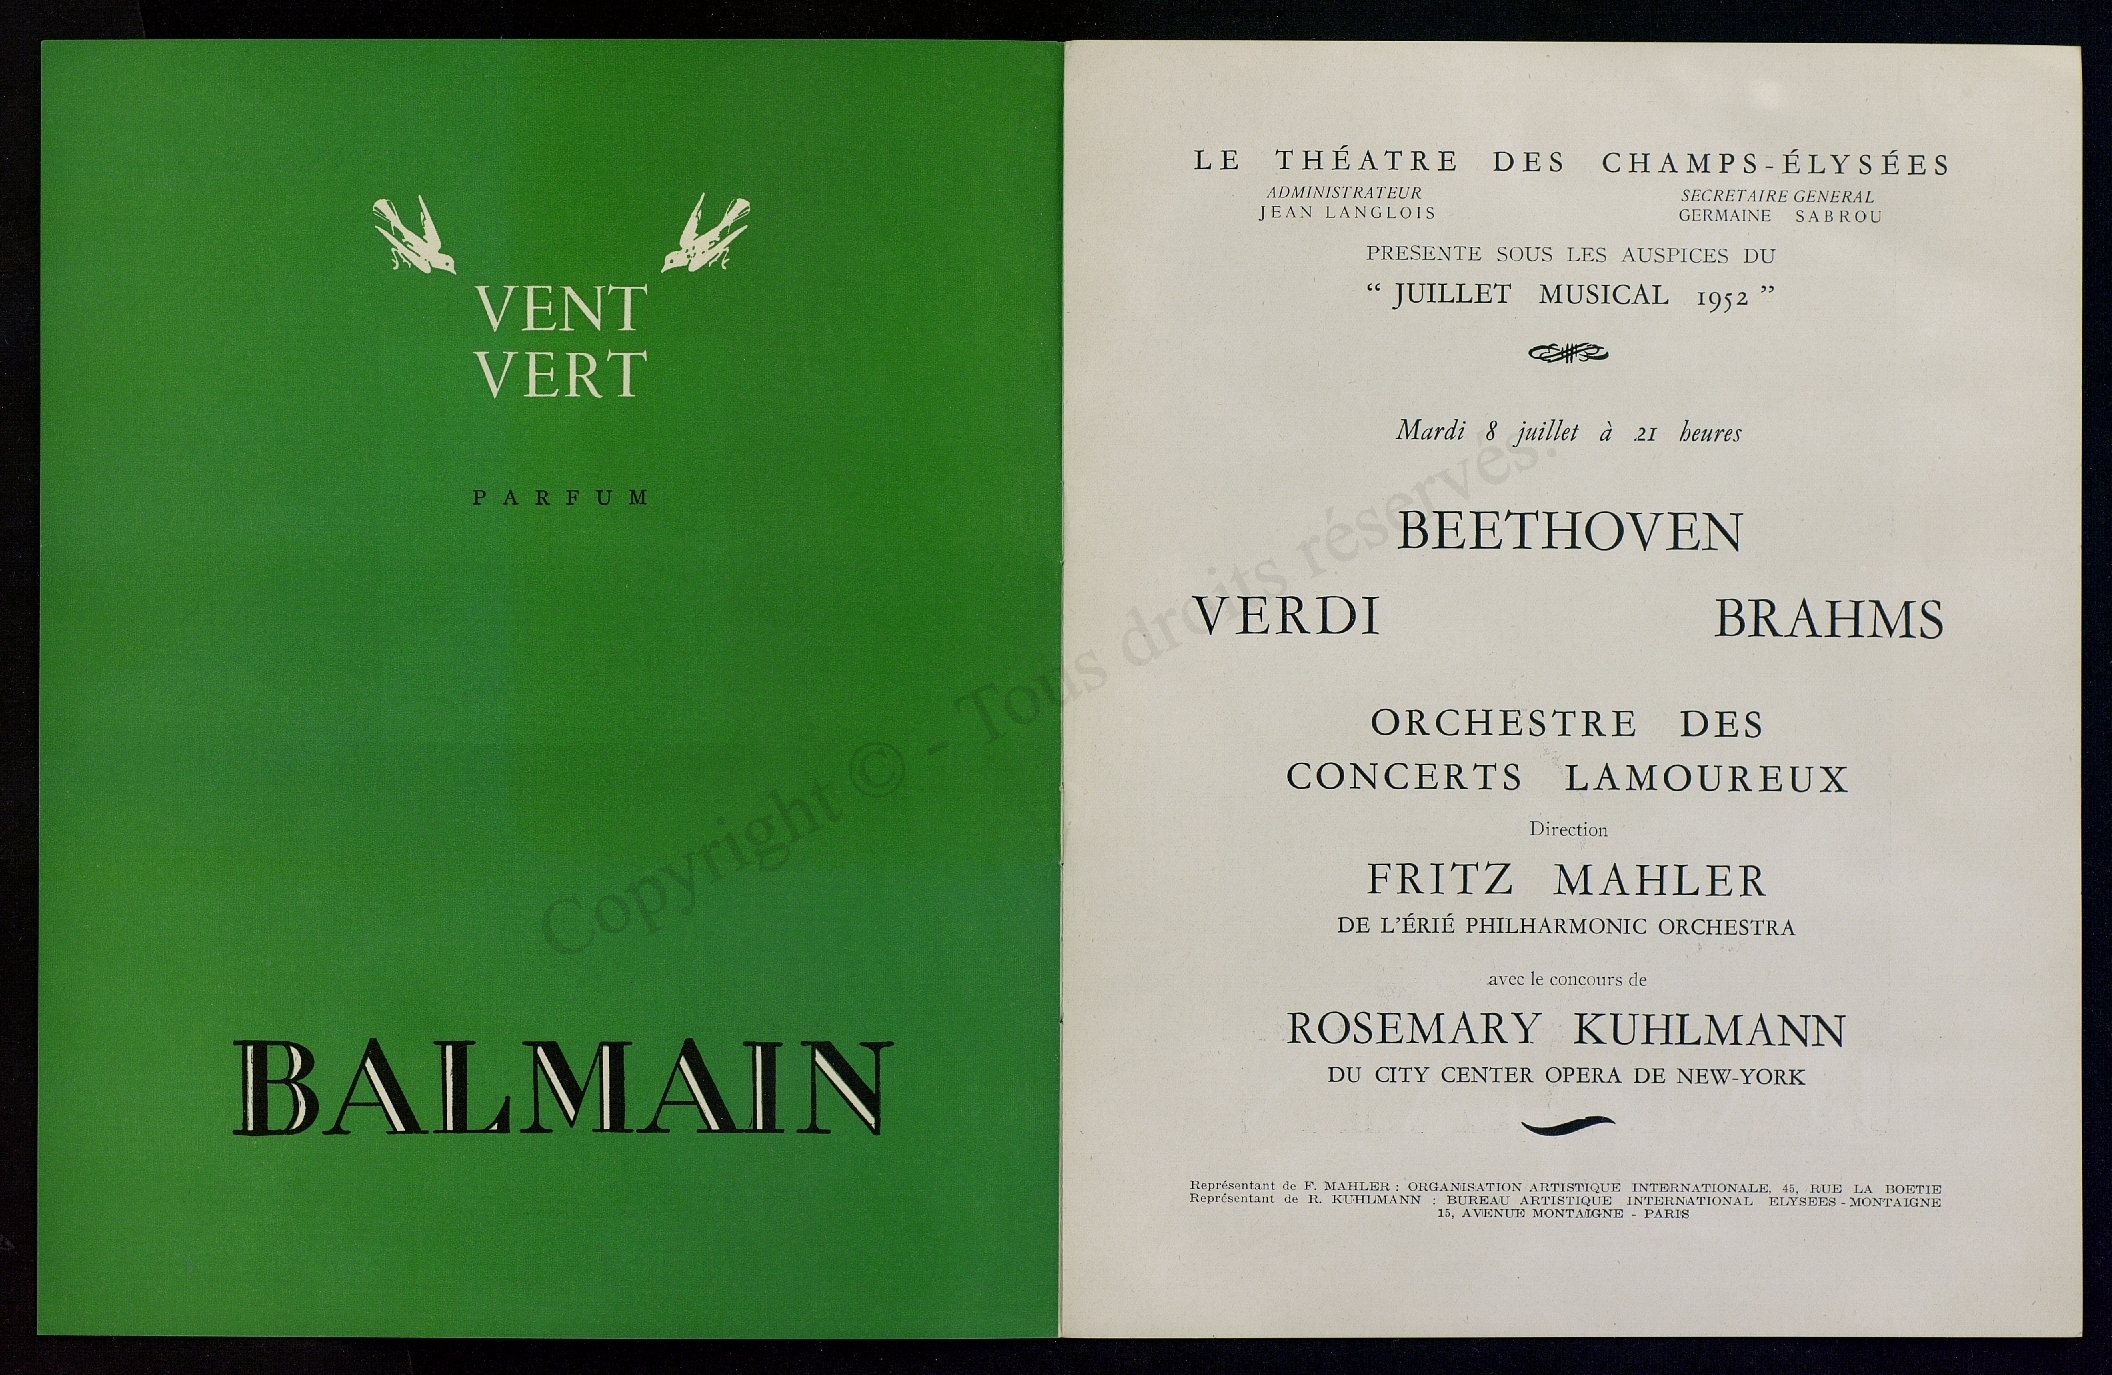 VENT
VERT
PARFUM
BALMAIN
LE THÉATRE DES CHAMPS-ÉLYSÉES
ADMINISTRATEUR
JEAN LANGLOIS
SECRETAIRE GENERAL
GERMAINE SABROU
PRESENTE SOUS LES AUSPICES DU
“ JUILLET MUSICAL 1952 ”
Mardi 8 juillet à 21 heures
BEETHOVEN
VERDI BRAHMS
ORCHESTRE DES
CONCERTS LAMOUREUX
Direction
FRITZ MAHLER
DE L'ÉRIÉ PHILHARMONIC ORCHESTRA
avec le concours de
ROSEMARY KUHLMANN
DU CITY CENTER OPERA DE NEW-YORK
Représentant de F. MAHLER : ORGANISATION ARTISTIQUE INTERNATIONALE, 45, RUE LA BOETIE
Représentant de R. KUHLMANN : BUREAU ARTISTIQUE INTERNATIONAL ELYSEES-MONTAIGNE
15, AVENUE MONTAIGNE - PARIS
Copyright © - Tous droits réservés.